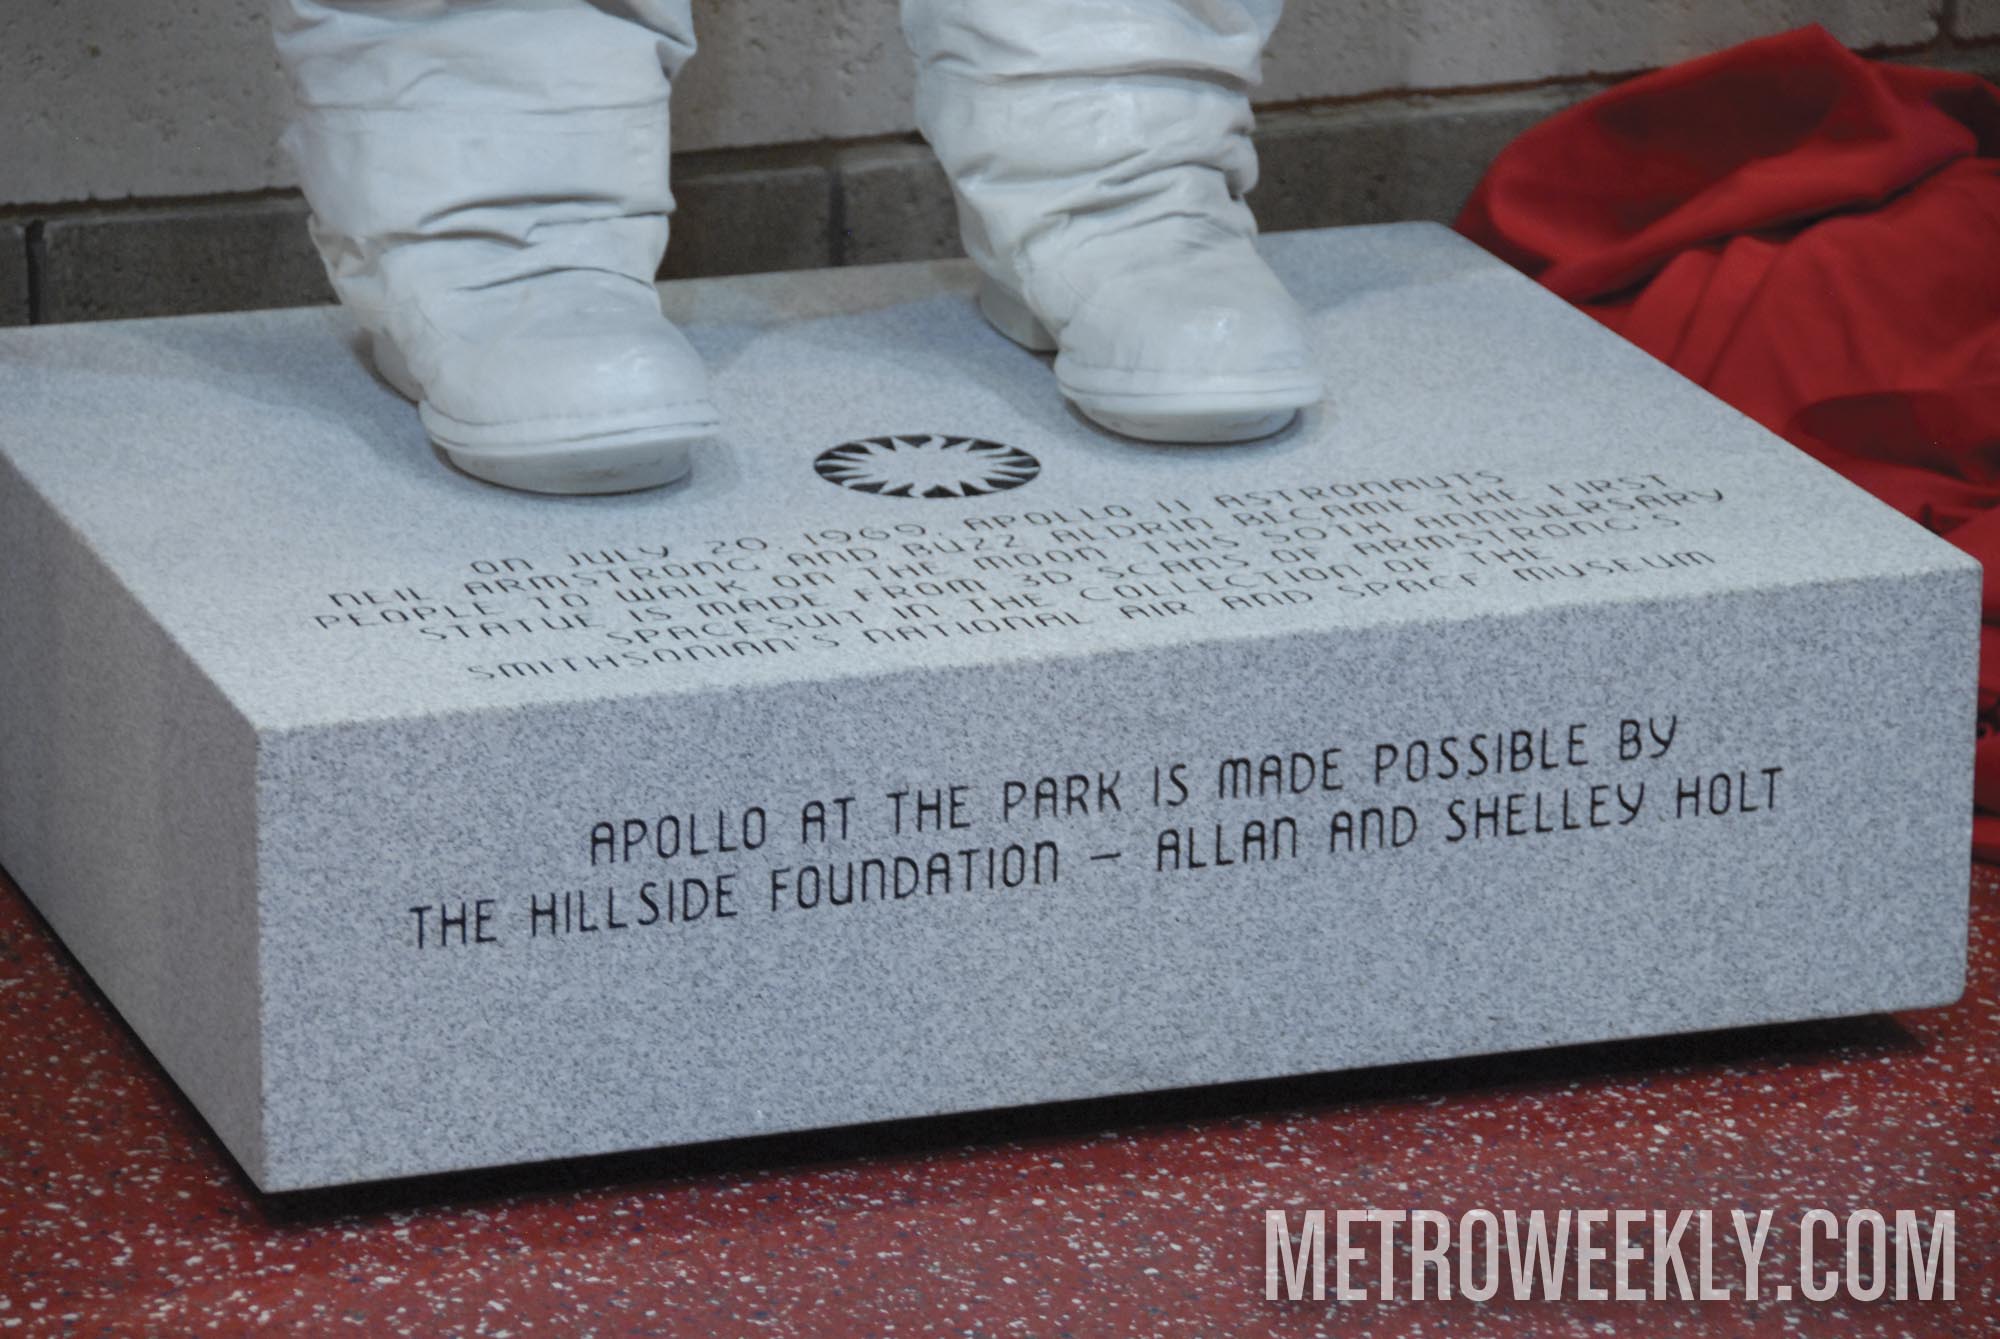 ON JULY 20, 1969, APOLLO 11 ASTRONAUTS
NEIL ARMSTRONG AND BUZZ ALDRIN BECAME THE FIRST
PEOPLE TO WALK ON THE MOON THIS 50TH ANNIVERSARY
STATUE IS MADE FROM 3D SCANS OF ARMSTRONG'S
SPACESUIT IN THE COLLECTION OF THE
SMITHSONIAN'S NATIONAL AIR AND SPACE MUSEUM
APOLLO AT THE PARK IS MADE POSSIBLE BY
THE HILLSIDE FOUNDATION – ALLAN AND SHELLEY HOLT
METROWEEKLY.COM